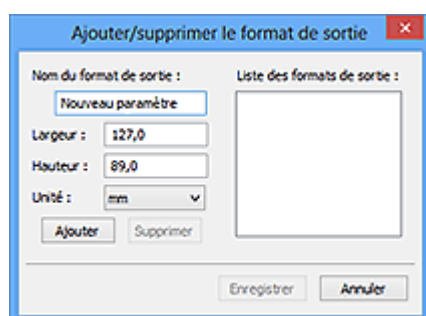 Ajouter/supprimer le format de sortie
Nom du format de sortie :
Nouveau paramètre
Largeur : 127,0
Hauteur : 89,0
Unité : mm
Ajouter Supprimer
Liste des formats de sortie :
Enregistrer Annuler